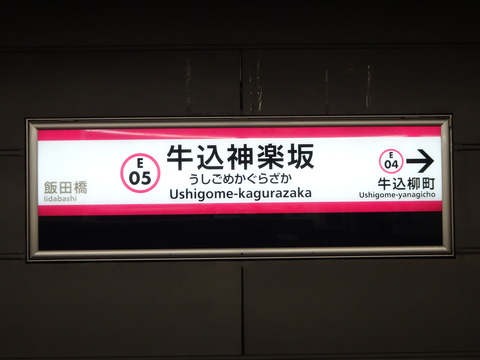 飯田橋
Iidabashi
E
05
牛込神楽坂
うしごめかぐらざか
Ushigome-kagurazaka
E
04
→
牛込柳町
Ushigome-yanagicho